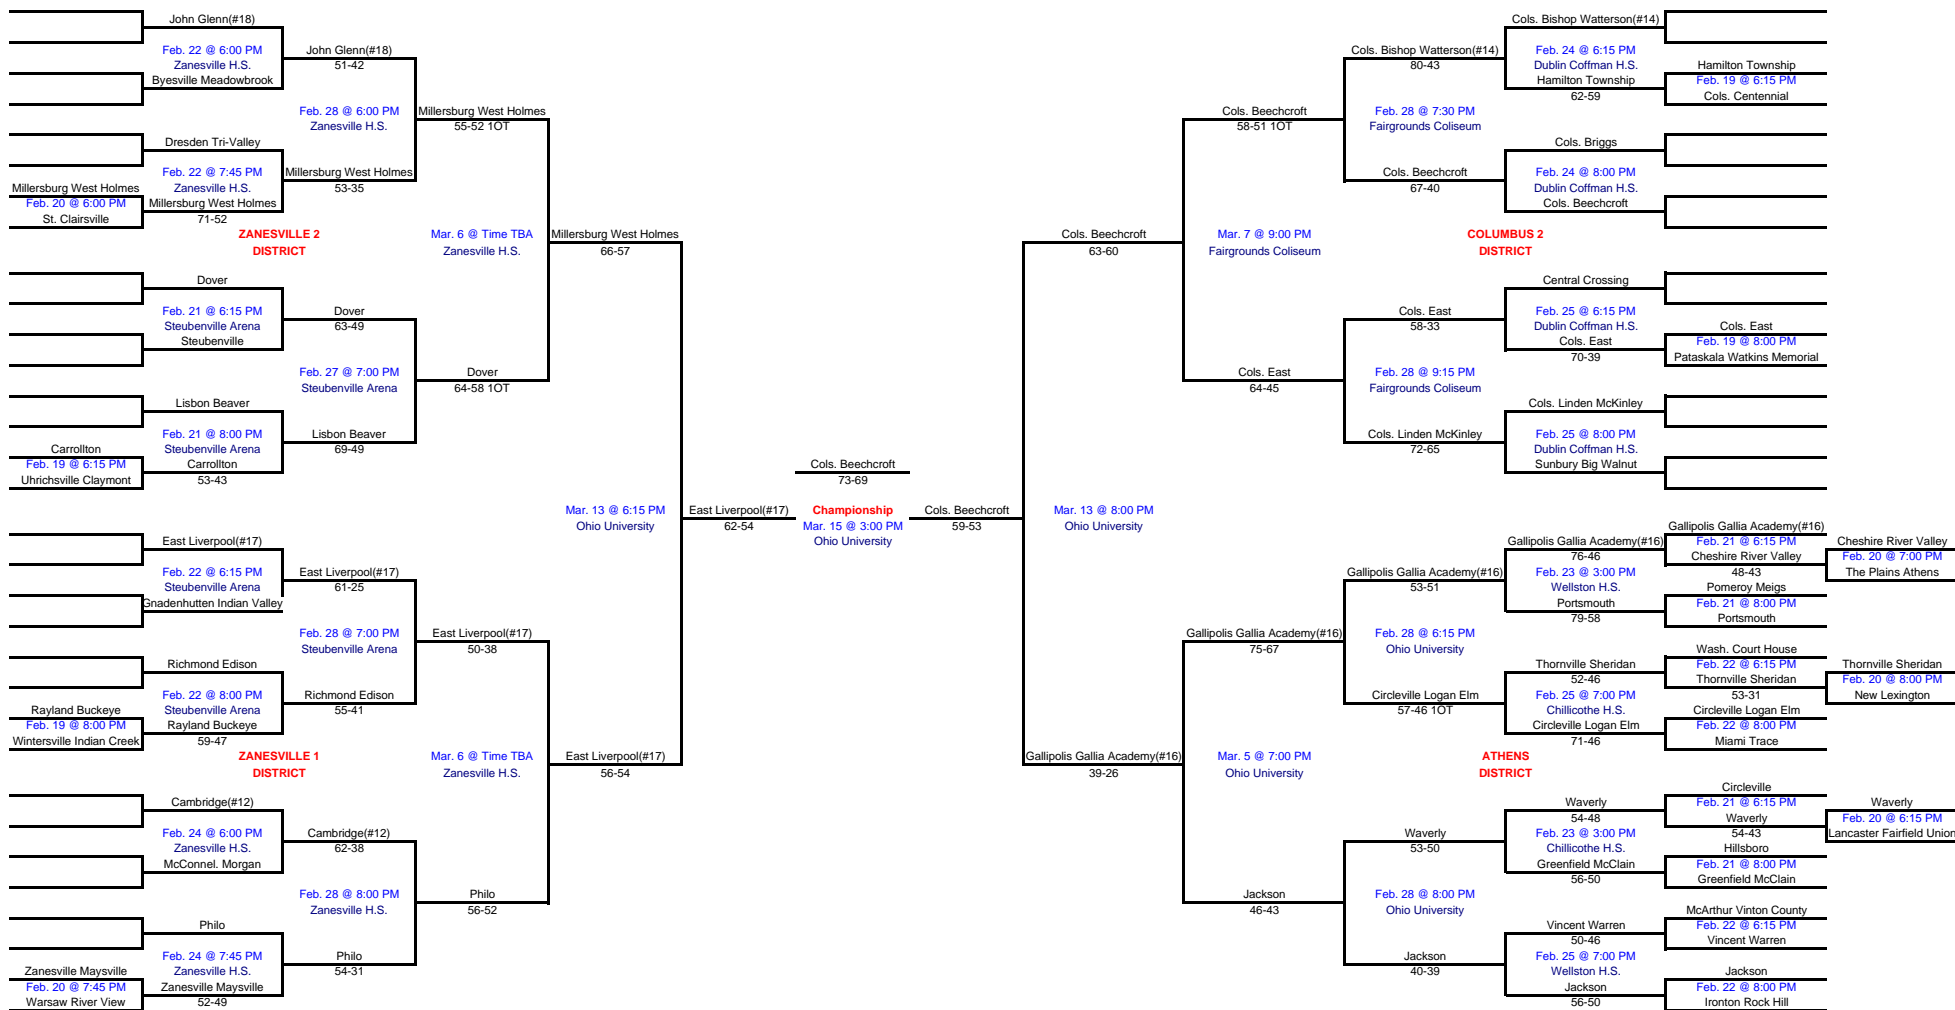 John Glenn(#18)
Feb. 22 @ 6:00 PM
Zanesville H.S.
Byesville Meadowbrook
John Glenn(#18)
51-42
Feb. 28 @ 6:00 PM
Zanesville H.S.
Dresden Tri-Valley
Feb. 22 @ 7:45 PM
Zanesville H.S.
Millersburg West Holmes
71-52
Millersburg West Holmes
Feb. 20 @ 6:00 PM
St. Clairsville
Millersburg West Holmes
53-35
Millersburg West Holmes
55-52 1OT
ZANESVILLE 2
DISTRICT
Mar. 6 @ Time TBA
Zanesville H.S.
Millersburg West Holmes
66-57
Dover
Feb. 21 @ 6:15 PM
Steubenville Arena
Steubenville
Dover
63-49
Feb. 27 @ 7:00 PM
Steubenville Arena
Dover
64-58 1OT
Lisbon Beaver
Feb. 21 @ 8:00 PM
Steubenville Arena
Carrollton
53-43
Carrollton
Feb. 19 @ 6:15 PM
Uhrichsville Claymont
Lisbon Beaver
69-49
Mar. 13 @ 6:15 PM
Ohio University
East Liverpool(#17)
62-54
East Liverpool(#17)
Feb. 22 @ 6:15 PM
Steubenville Arena
Gnadenhutten Indian Valley
East Liverpool(#17)
61-25
Feb. 28 @ 7:00 PM
Steubenville Arena
East Liverpool(#17)
50-38
Richmond Edison
Feb. 22 @ 8:00 PM
Steubenville Arena
Rayland Buckeye
59-47
Rayland Buckeye
Feb. 19 @ 8:00 PM
Wintersville Indian Creek
Richmond Edison
55-41
ZANESVILLE 1
DISTRICT
Mar. 6 @ Time TBA
Zanesville H.S.
East Liverpool(#17)
56-54
Cambridge(#12)
Feb. 24 @ 6:00 PM
Zanesville H.S.
McConnel. Morgan
Cambridge(#12)
62-38
Feb. 28 @ 8:00 PM
Zanesville H.S.
Philo
56-52
Philo
Feb. 24 @ 7:45 PM
Zanesville H.S.
Zanesville Maysville
52-49
Zanesville Maysville
Feb. 20 @ 7:45 PM
Warsaw River View
Philo
54-31
Cols. Beechcroft
73-69
Championship
Mar. 15 @ 3:00 PM
Ohio University
Cols. Beechcroft
59-53
Mar. 13 @ 8:00 PM
Ohio University
Cols. Bishop Watterson(#14)
Feb. 24 @ 6:15 PM
Dublin Coffman H.S.
Hamilton Township
62-59
Hamilton Township
Feb. 19 @ 6:15 PM
Cols. Centennial
Cols. Bishop Watterson(#14)
80-43
Feb. 28 @ 7:30 PM
Fairgrounds Coliseum
Cols. Beechcroft
58-51 1OT
Cols. Briggs
Feb. 24 @ 8:00 PM
Dublin Coffman H.S.
Cols. Beechcroft
Cols. Beechcroft
67-40
Cols. Beechcroft
63-60
Mar. 7 @ 9:00 PM
Fairgrounds Coliseum
COLUMBUS 2
DISTRICT
Central Crossing
Feb. 25 @ 6:15 PM
Dublin Coffman H.S.
Cols. East
70-39
Cols. East
Feb. 19 @ 8:00 PM
Pataskala Watkins Memorial
Cols. East
58-33
Feb. 28 @ 9:15 PM
Fairgrounds Coliseum
Cols. East
64-45
Cols. Linden McKinley
Feb. 25 @ 8:00 PM
Dublin Coffman H.S.
Sunbury Big Walnut
Cols. Linden McKinley
72-65
Gallipolis Gallia Academy(#16)
Feb. 21 @ 6:15 PM
Cheshire River Valley
48-43
Cheshire River Valley
Feb. 20 @ 7:00 PM
The Plains Athens
Gallipolis Gallia Academy(#16)
76-46
Feb. 23 @ 3:00 PM
Wellston H.S.
Portsmouth
79-58
Pomeroy Meigs
Feb. 21 @ 8:00 PM
Portsmouth
Gallipolis Gallia Academy(#16)
53-51
Feb. 28 @ 6:15 PM
Ohio University
Gallipolis Gallia Academy(#16)
75-67
Wash. Court House
Feb. 22 @ 6:15 PM
Thornville Sheridan
53-31
Thornville Sheridan
Feb. 20 @ 8:00 PM
New Lexington
Thornville Sheridan
52-46
Feb. 25 @ 7:00 PM
Chillicothe H.S.
Circleville Logan Elm
71-46
Circleville Logan Elm
Feb. 22 @ 8:00 PM
Miami Trace
Circleville Logan Elm
57-46 1OT
Gallipolis Gallia Academy(#16)
39-26
Mar. 5 @ 7:00 PM
Ohio University
ATHENS
DISTRICT
Circleville
Feb. 21 @ 6:15 PM
Waverly
54-43
Waverly
Feb. 20 @ 6:15 PM
Lancaster Fairfield Union
Waverly
54-48
Feb. 23 @ 3:00 PM
Chillicothe H.S.
Greenfield McClain
56-50
Hillsboro
Feb. 21 @ 8:00 PM
Greenfield McClain
Waverly
53-50
Feb. 28 @ 8:00 PM
Ohio University
Jackson
46-43
McArthur Vinton County
Feb. 22 @ 6:15 PM
Vincent Warren
Vincent Warren
50-46
Feb. 25 @ 7:00 PM
Wellston H.S.
Jackson
56-50
Jackson
Feb. 22 @ 8:00 PM
Ironton Rock Hill
Jackson
40-39